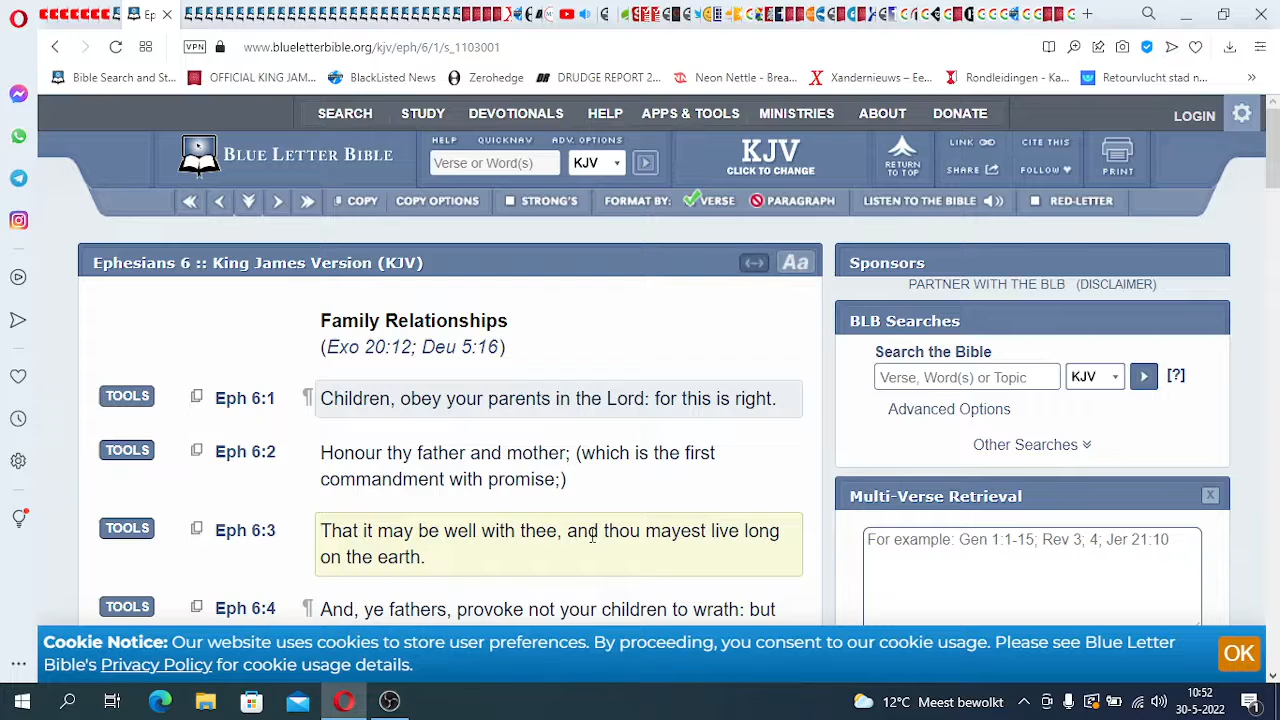 Ep
www.blueletterbible.org/kjv/eph/6/1/s_1103001
VPN
Bible Search and St...
OFFICIAL KING JAM...
BlackListed News
Zerohedge
DRUDGE REPORT 2...
Neon Nettle - Brea...
Xandernieuws – Ee...
Rondleidingen - Ka...
Retourvlucht stad n...
SEARCH STUDY DEVOTIONALS HELP APPS & TOOLS MINISTRIES ABOUT DONATE
LOGIN
BLUE LETTER BIBLE
HELP QUICKNAV ADV. OPTIONS
Verse or Word(s)
KJV
KJV
CLICK TO CHANGE
RETURN
TO TOP
LINK
CITE THIS
SHARE
FOLLOW
PRINT
COPY
COPY OPTIONS
STRONG'S
FORMAT BY: VERSE PARAGRAPH
LISTEN TO THE BIBLE
RED-LETTER
Ephesians 6 :: King James Version (KJV)
Aa
Family Relationships
(Exo 20:12; Deu 5:16)
TOOLS Eph 6:1 ¶ Children, obey your parents in the Lord: for this is right.
TOOLS Eph 6:2 Honour thy father and mother; (which is the first
commandment with promise;)
TOOLS Eph 6:3 That it may be well with thee, and thou mayest live long
on the earth.
TOOLS Eph 6:4 ¶ And, ye fathers, provoke not your children to wrath: but
Sponsors
PARTNER WITH THE BLB (DISCLAIMER)
BLB Searches
Search the Bible
Verse, Word(s) or Topic
KJV
[?]
Advanced Options
Other Searches
Multi-Verse Retrieval
X
For example: Gen 1:1-15; Rev 3; 4; Jer 21:10
Cookie Notice: Our website uses cookies to store user preferences. By proceeding, you consent to our cookie usage. Please see Blue Letter
Bible's Privacy Policy for cookie usage details.
OK
12°C Meest bewolkt
10:52
30-5-2022